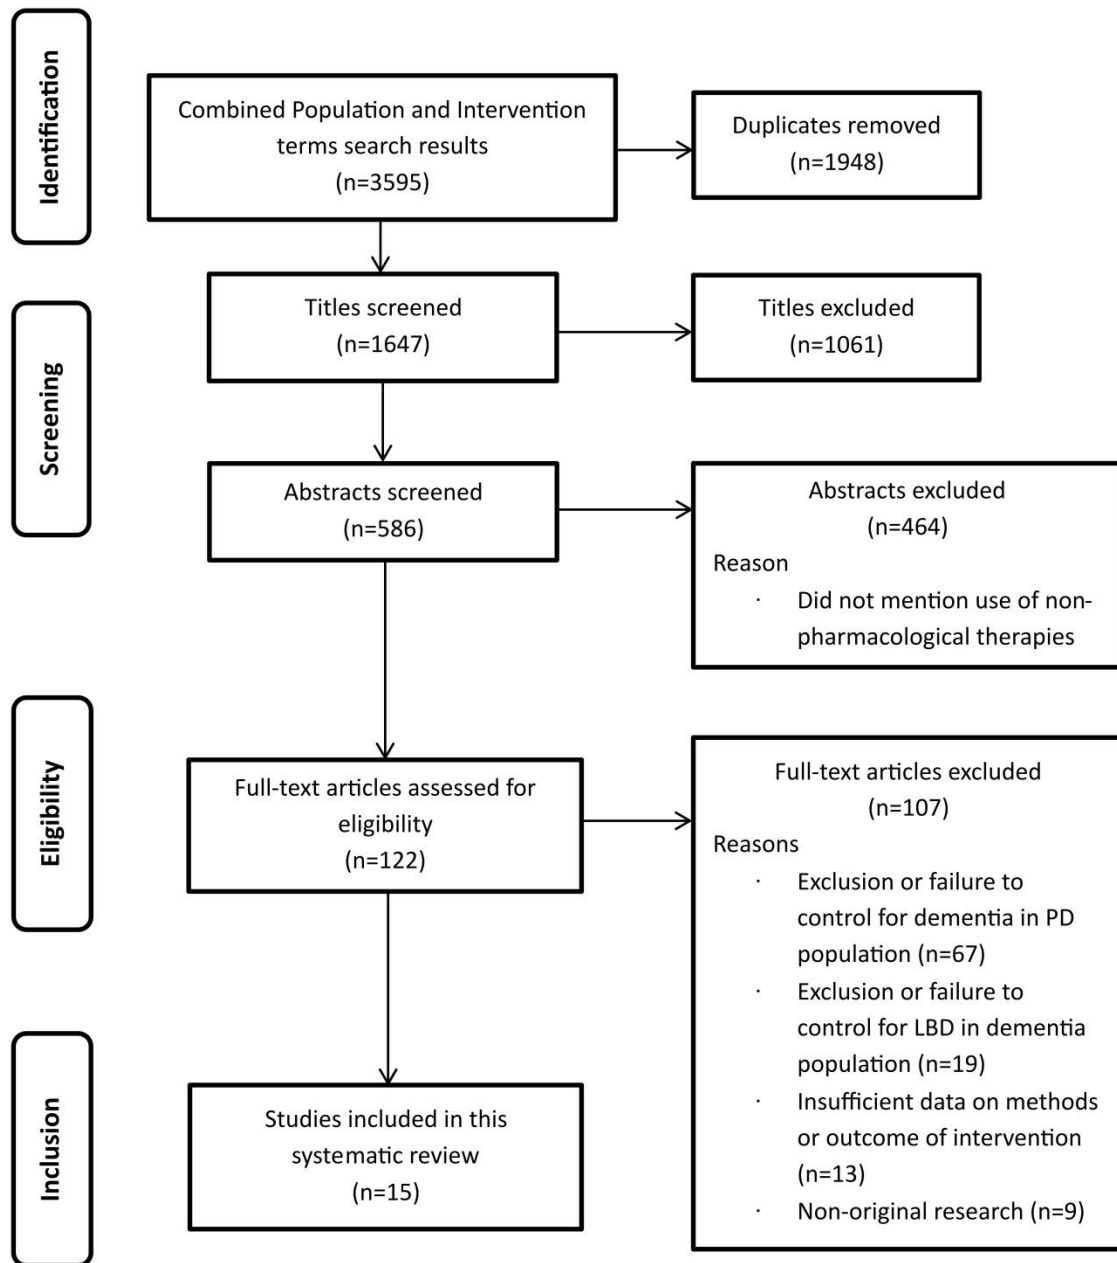 Identification
Combined Population and Intervention
terms search results
(n=3595)
Duplicates removed
(n=1948)
Screening
Titles screened
(n=1647)
Titles excluded
(n=1061)
Abstracts screened
(n=586)
Abstracts excluded
(n=464)
Reason
· Did not mention use of non-
pharmacological therapies
Eligibility
Full-text articles assessed for
eligibility
(n=122)
Full-text articles excluded
(n=107)
Reasons
· Exclusion or failure to
control for dementia in PD
population (n=67)
· Exclusion or failure to
control for LBD in dementia
population (n=19)
· Insufficient data on methods
or outcome of intervention
(n=13)
· Non-original research (n=9)
Inclusion
Studies included in this
systematic review
(n=15)